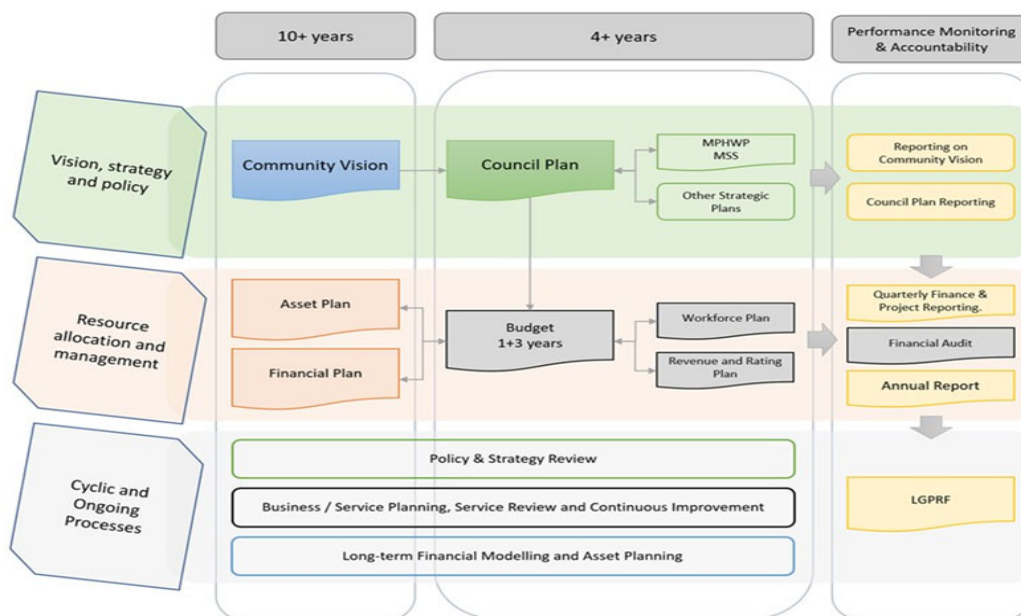 10+ years
4+ years
Performance Monitoring
& Accountability
Vision, strategy
and policy
Community Vision
Council Plan
MPHWP
MSS
Other Strategic
Plans
Reporting on
Community Vision
Council Plan Reporting
Resource
allocation and
management
Asset Plan
Financial Plan
Budget
1+3 years
Workforce Plan
Revenue and Rating
Plan
Quarterly Finance &
Project Reporting.
Financial Audit
Annual Report
Cyclic and
Ongoing
Processes
Policy & Strategy Review
Business / Service Planning, Service Review and Continuous Improvement
Long-term Financial Modelling and Asset Planning
LGPRF